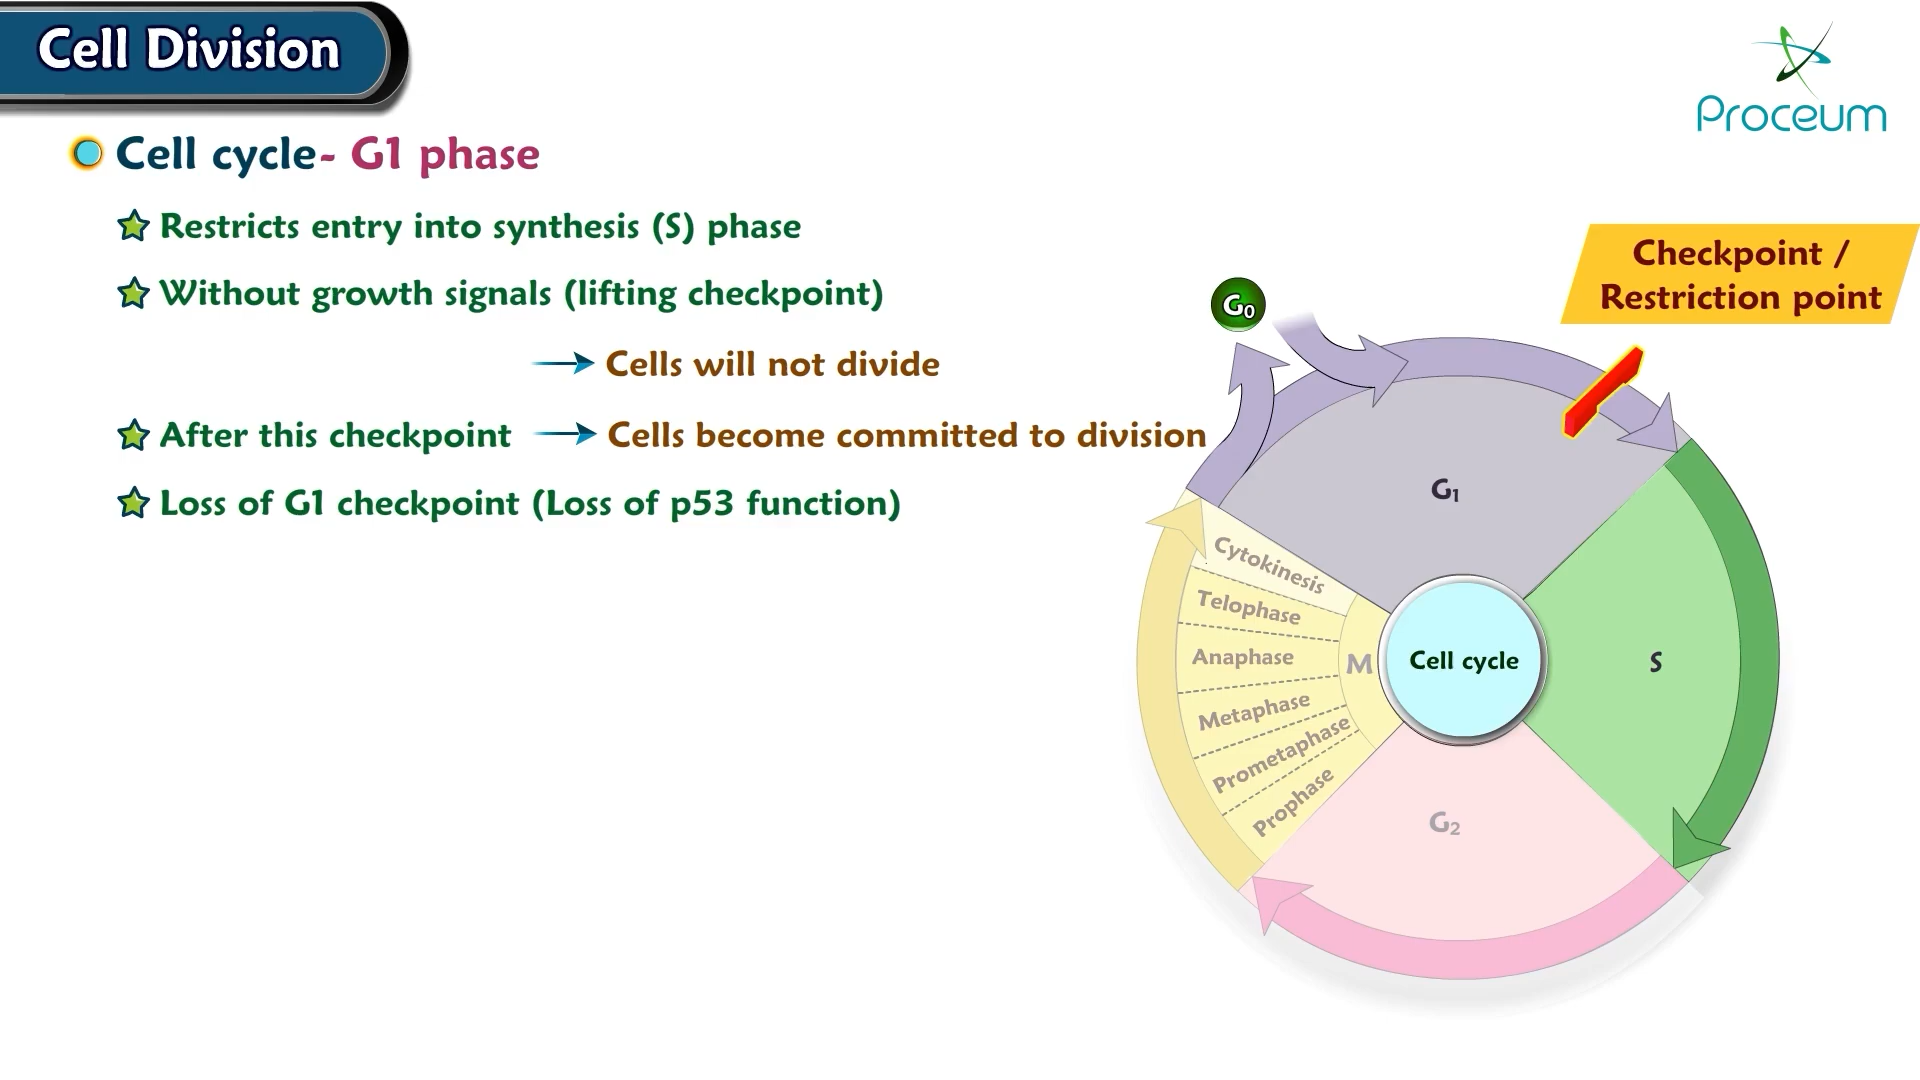 Cell Division
Proceum
Cell cycle- G1 phase
Restricts entry into synthesis (S) phase
Without growth signals (lifting checkpoint)
Cells will not divide
After this checkpoint → Cells become committed to division
Loss of G1 checkpoint (Loss of p53 function)
Checkpoint /
Restriction point
G₀
G₁
S
G₂
M
Cytokinesis
Telophase
Anaphase
Metaphase
Prometaphase
Prophase
Cell cycle